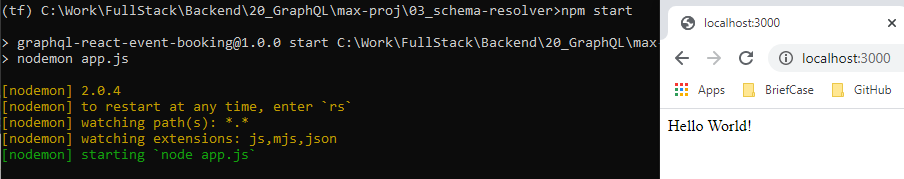 (tf) C:\Work\FullStack\Backend\20_GraphQL\max-proj\03_schema-resolver>npm start
> graphql-react-event-booking@1.0.0 start C:\Work\FullStack\Backend\20_GraphQL\max-
> nodemon app.js
[nodemon] 2.0.4
[nodemon] to restart at any time, enter `rs`
[nodemon] watching path(s): *.*
[nodemon] watching extensions: js,mjs,json
[nodemon] starting `node app.js`
localhost:3000
localhost:3000
Apps BriefCase GitHub
Hello World!